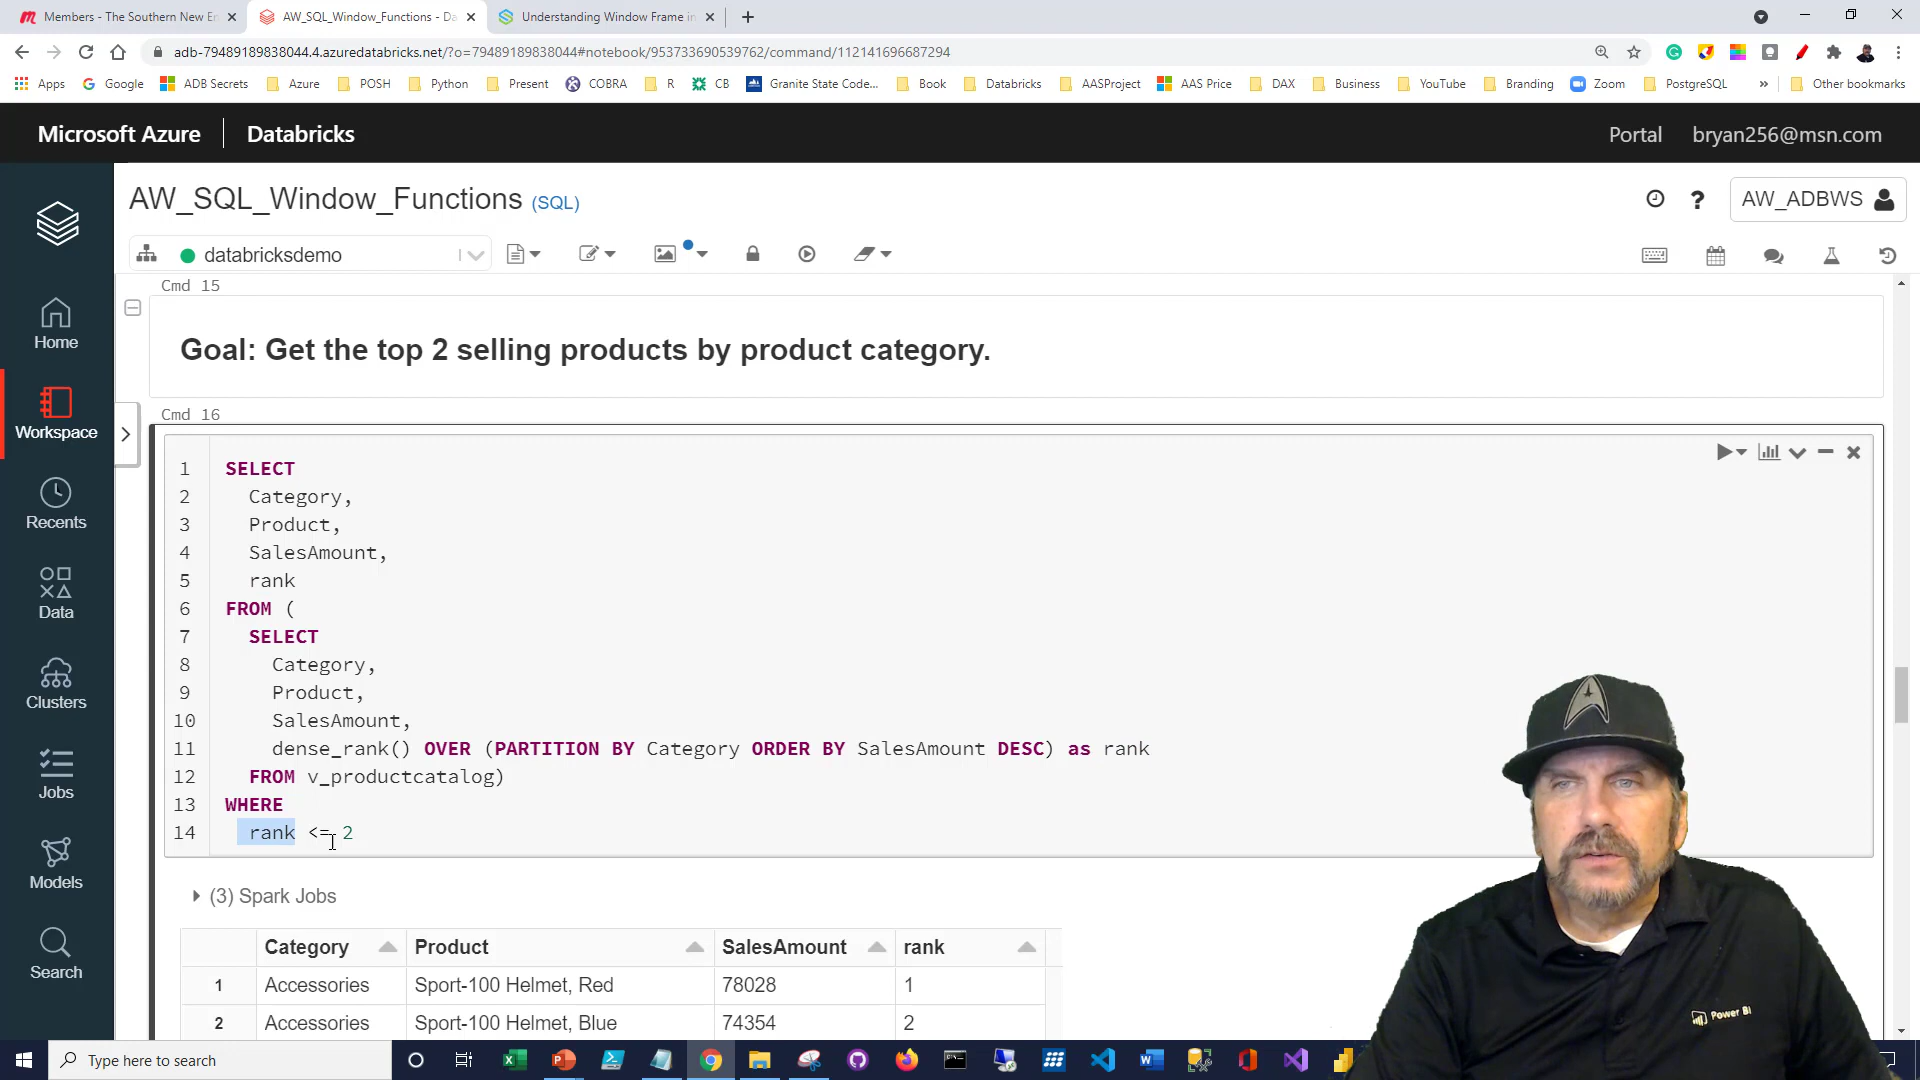 Members - The Southern New En
AW_SQL_Window_Functions - Da
Understanding Window Frame in
adb-79489189838044.4.azuredatabricks.net/?o=79489189838044#notebook/953733690539762/command/112141696687294
Apps Google ADB Secrets Azure POSH Python Present COBRA R CB Granite State Code... Book Databricks AASProject AAS Price DAX Business YouTube Branding Zoom PostgreSQL » Other bookmarks
Microsoft Azure Databricks Portal bryan256@msn.com
AW_SQL_Window_Functions (SQL) ? AW_ADBWS
databricksdemo
Home
Workspace
Recents
Data
Clusters
Jobs
Models
Search
Cmd 15
Goal: Get the top 2 selling products by product category.
Cmd 16
1 SELECT
2 Category,
3 Product,
4 SalesAmount,
5 rank
6 FROM (
7 SELECT
8 Category,
9 Product,
10 SalesAmount,
11 dense_rank() OVER (PARTITION BY Category ORDER BY SalesAmount DESC) as rank
12 FROM v_productcatalog)
13 WHERE
14 rank <= 2
(3) Spark Jobs
Category Product SalesAmount rank
1 Accessories Sport-100 Helmet, Red 78028 1
2 Accessories Sport-100 Helmet, Blue 74354 2
Power BI
Type here to search